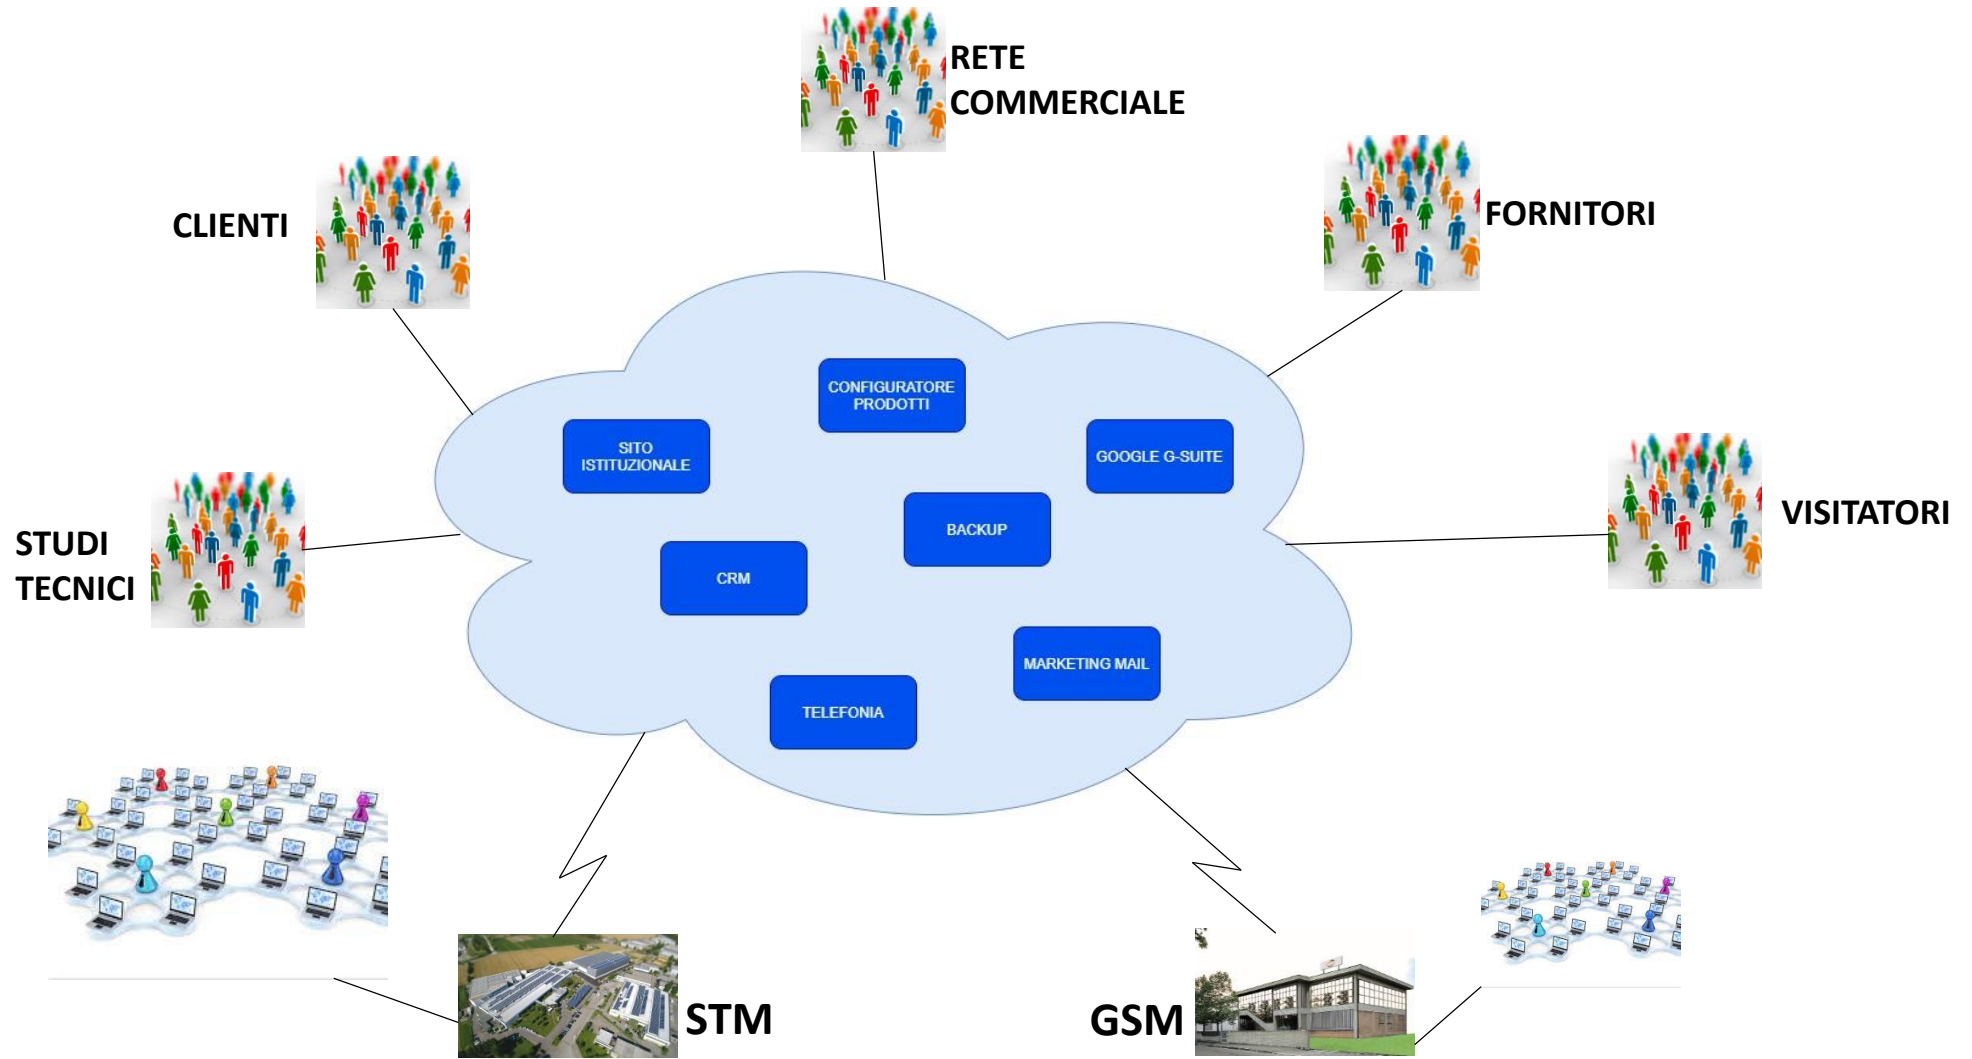 RETE
COMMERCIALE
CLIENTI
FORNITORI
CONFIGURATORE
PRODOTTI
SITO
ISTITUZIONALE
GOOGLE G-SUITE
VISITATORI
STUDI
TECNICI
BACKUP
CRM
MARKETING MAIL
TELEFONIA
STM
GSM